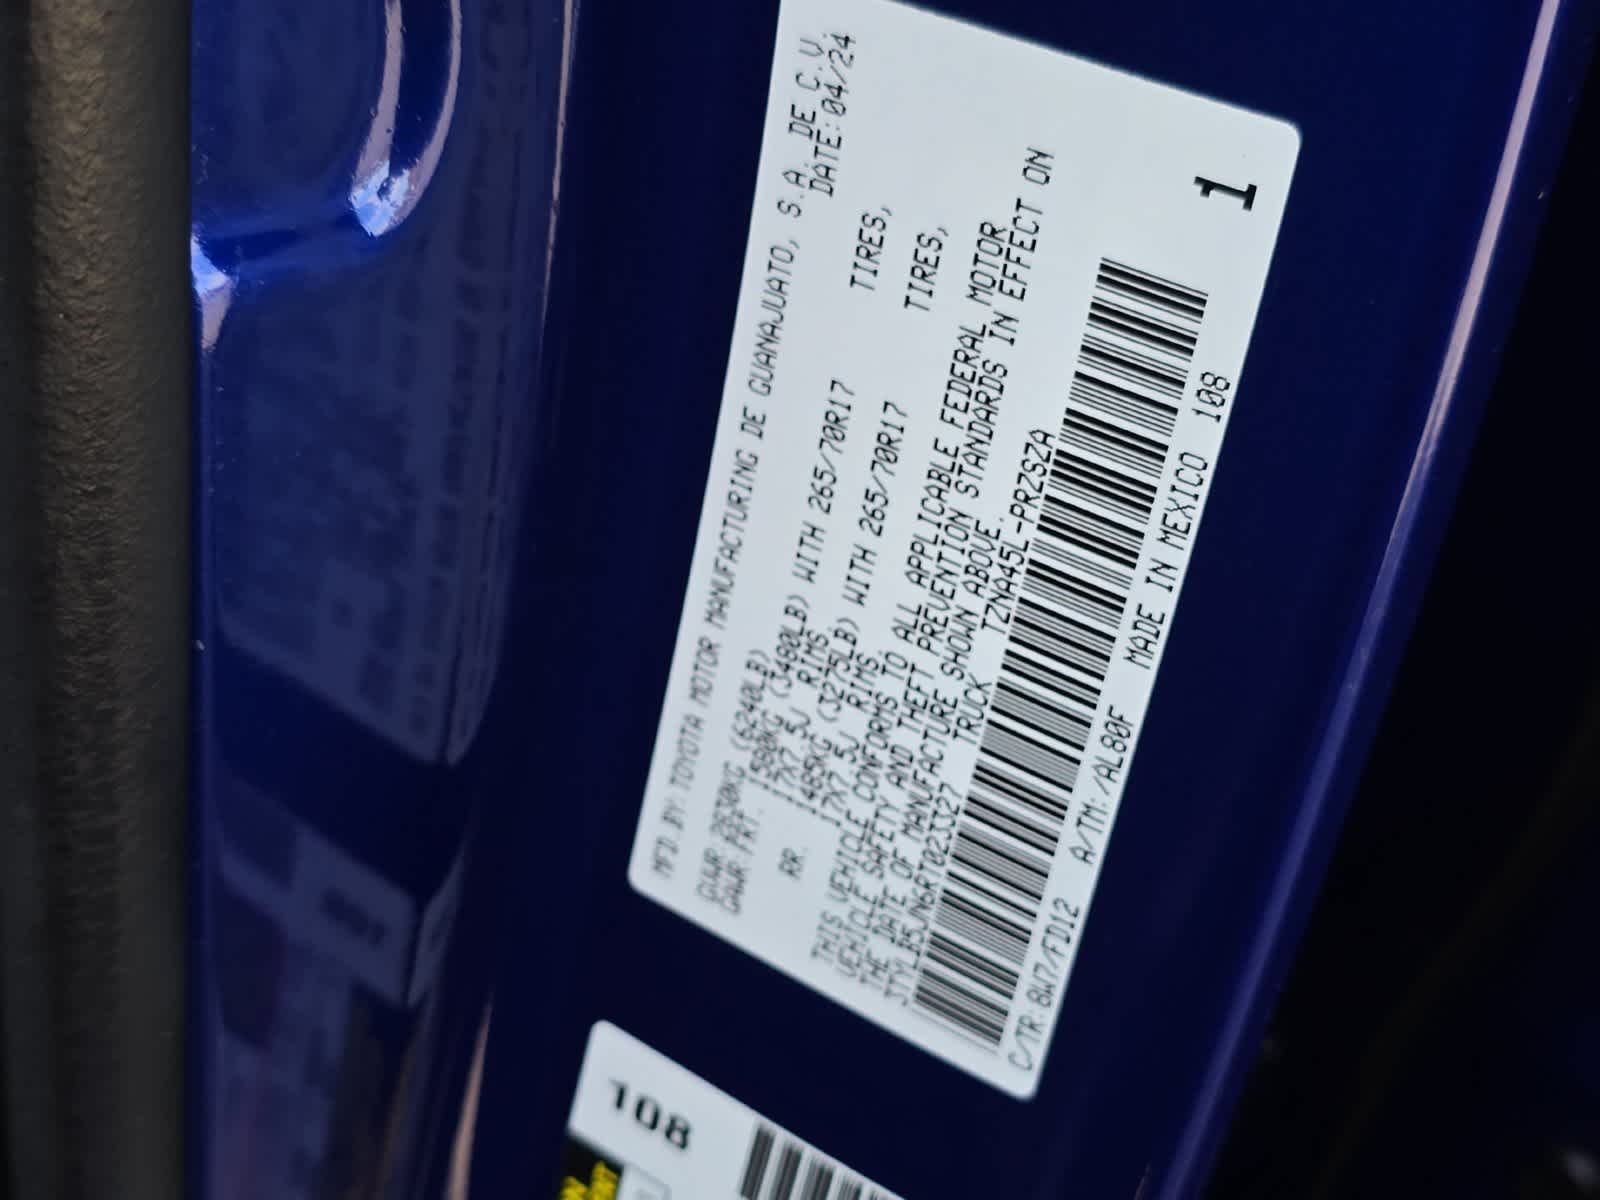 MFD.BY: TOYOTA MOTOR MANUFACTURING DE GUANAJUATO, S.A. DE C.V.
DATE: 04/24
GVWR: 2830KG (6240LB)
GAWR: FRT. 1580KG (3480LB) WITH 265/70R17 TIRES,
17X7.5J RIMS
RR. 1485KG (3275LB) WITH 265/70R17 TIRES,
17X7.5J RIMS
THIS VEHICLE CONFORMS TO ALL APPLICABLE FEDERAL MOTOR
VEHICLE SAFETY AND THEFT PREVENTION STANDARDS IN EFFECT ON
THE DATE OF MANUFACTURE SHOWN ABOVE.
3TYLB5JN6RT023327 TRUCK TZNA45L-PRZSZA
1
C/TR: 8W7/FD12 A/TM: /AL80F MADE IN MEXICO 108
108